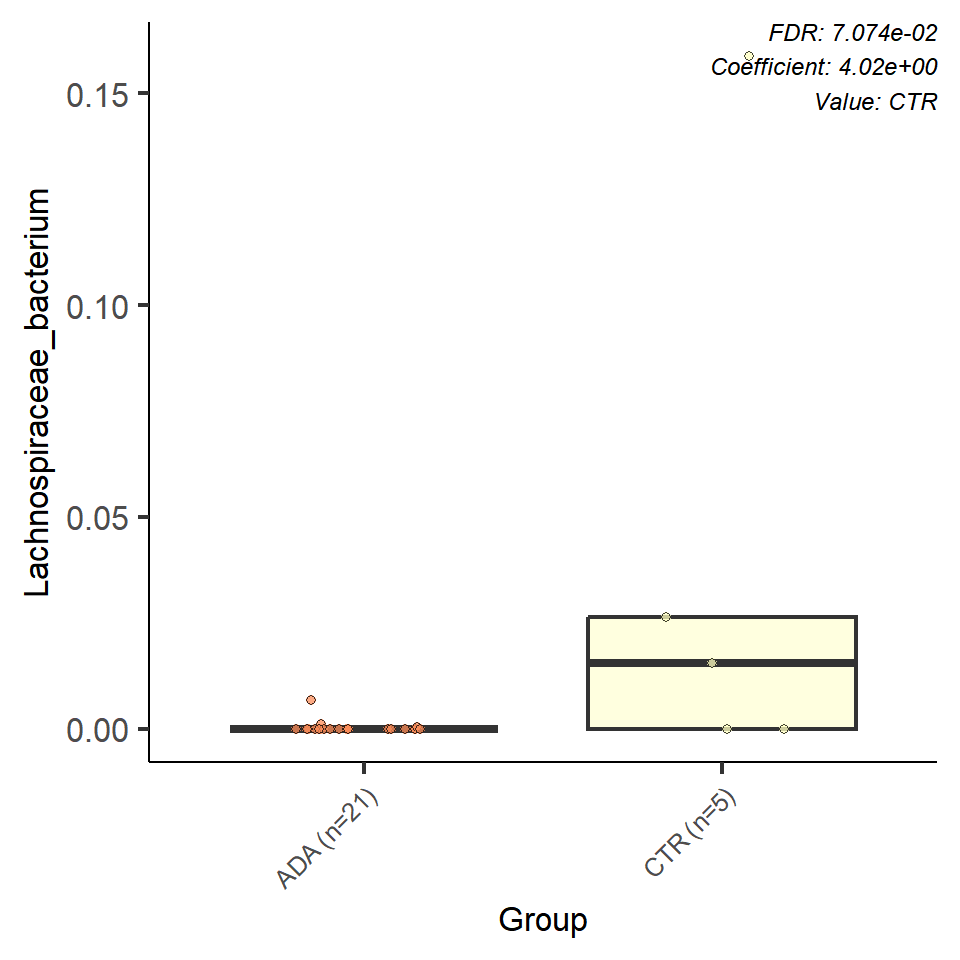 FDR: 7.074e-02
Coefficient: 4.02e+00
Value: CTR
Lachnospiraceae_bacterium
0.15
0.10
0.05
0.00
ADA (n=21)
CTR (n=5)
Group